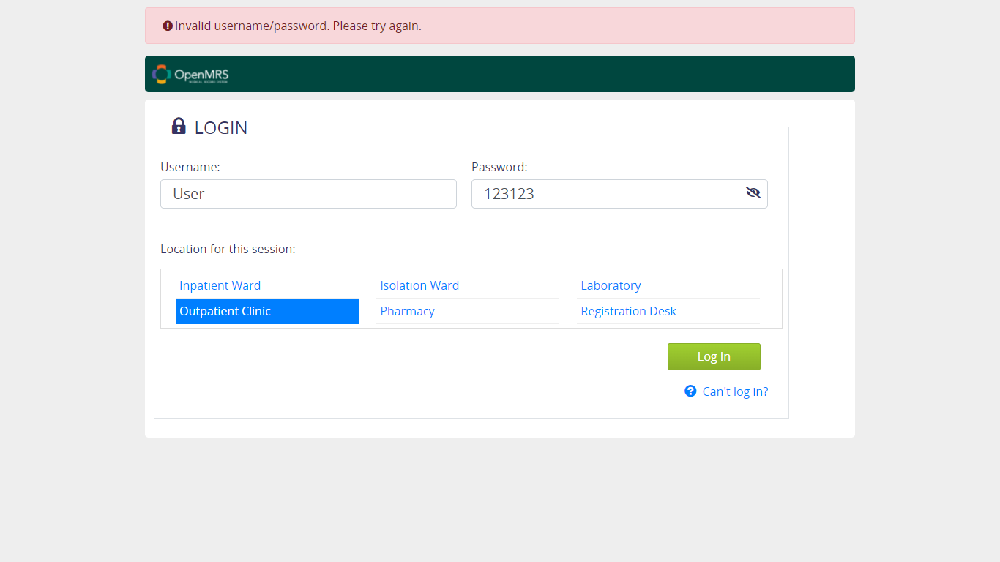 Invalid username/password. Please try again.
OpenMRS
LOGIN
Username:
Password:
User
123123
Location for this session:
Inpatient Ward
Isolation Ward
Laboratory
Outpatient Clinic
Pharmacy
Registration Desk
Log In
Can't log in?